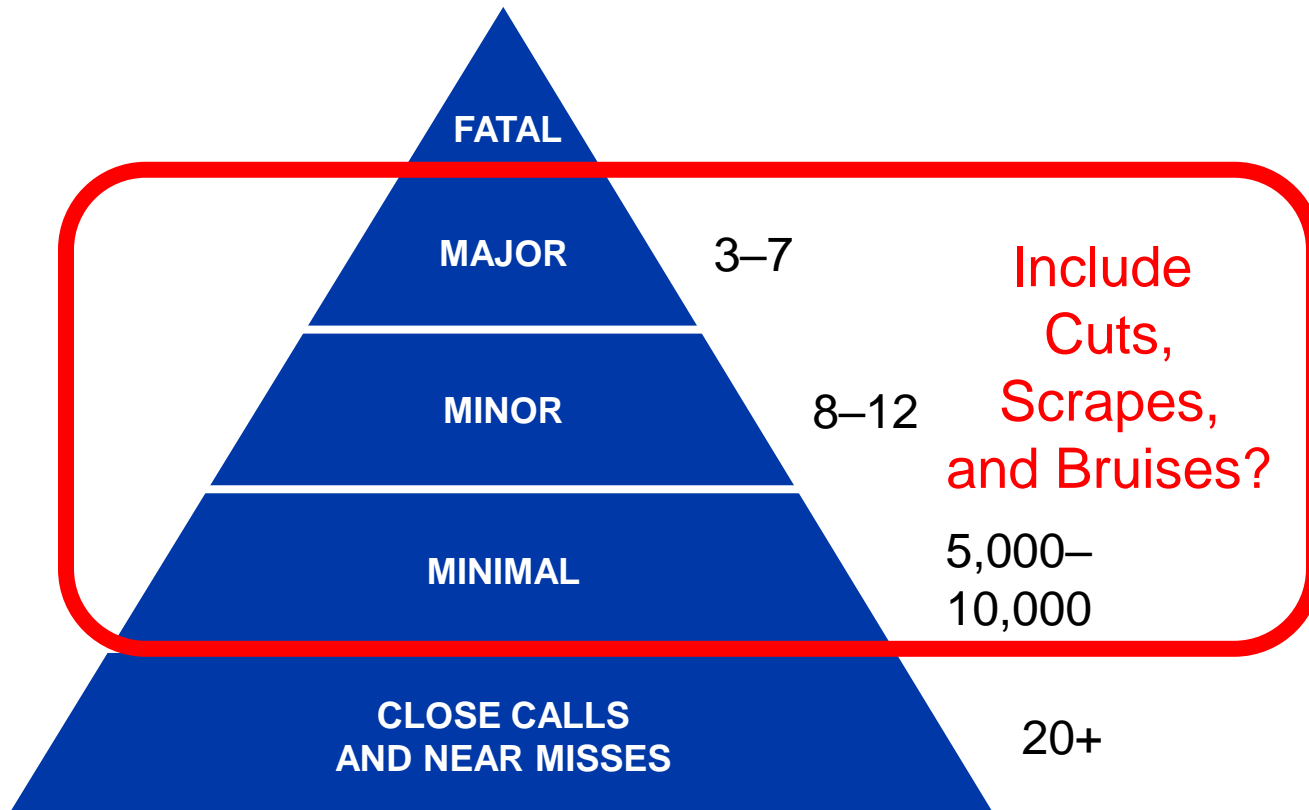 FATAL
MAJOR
3–7
Include
Cuts,
Scrapes,
and Bruises?
MINOR
8–12
MINIMAL
5,000–
10,000
CLOSE CALLS
AND NEAR MISSES
20+